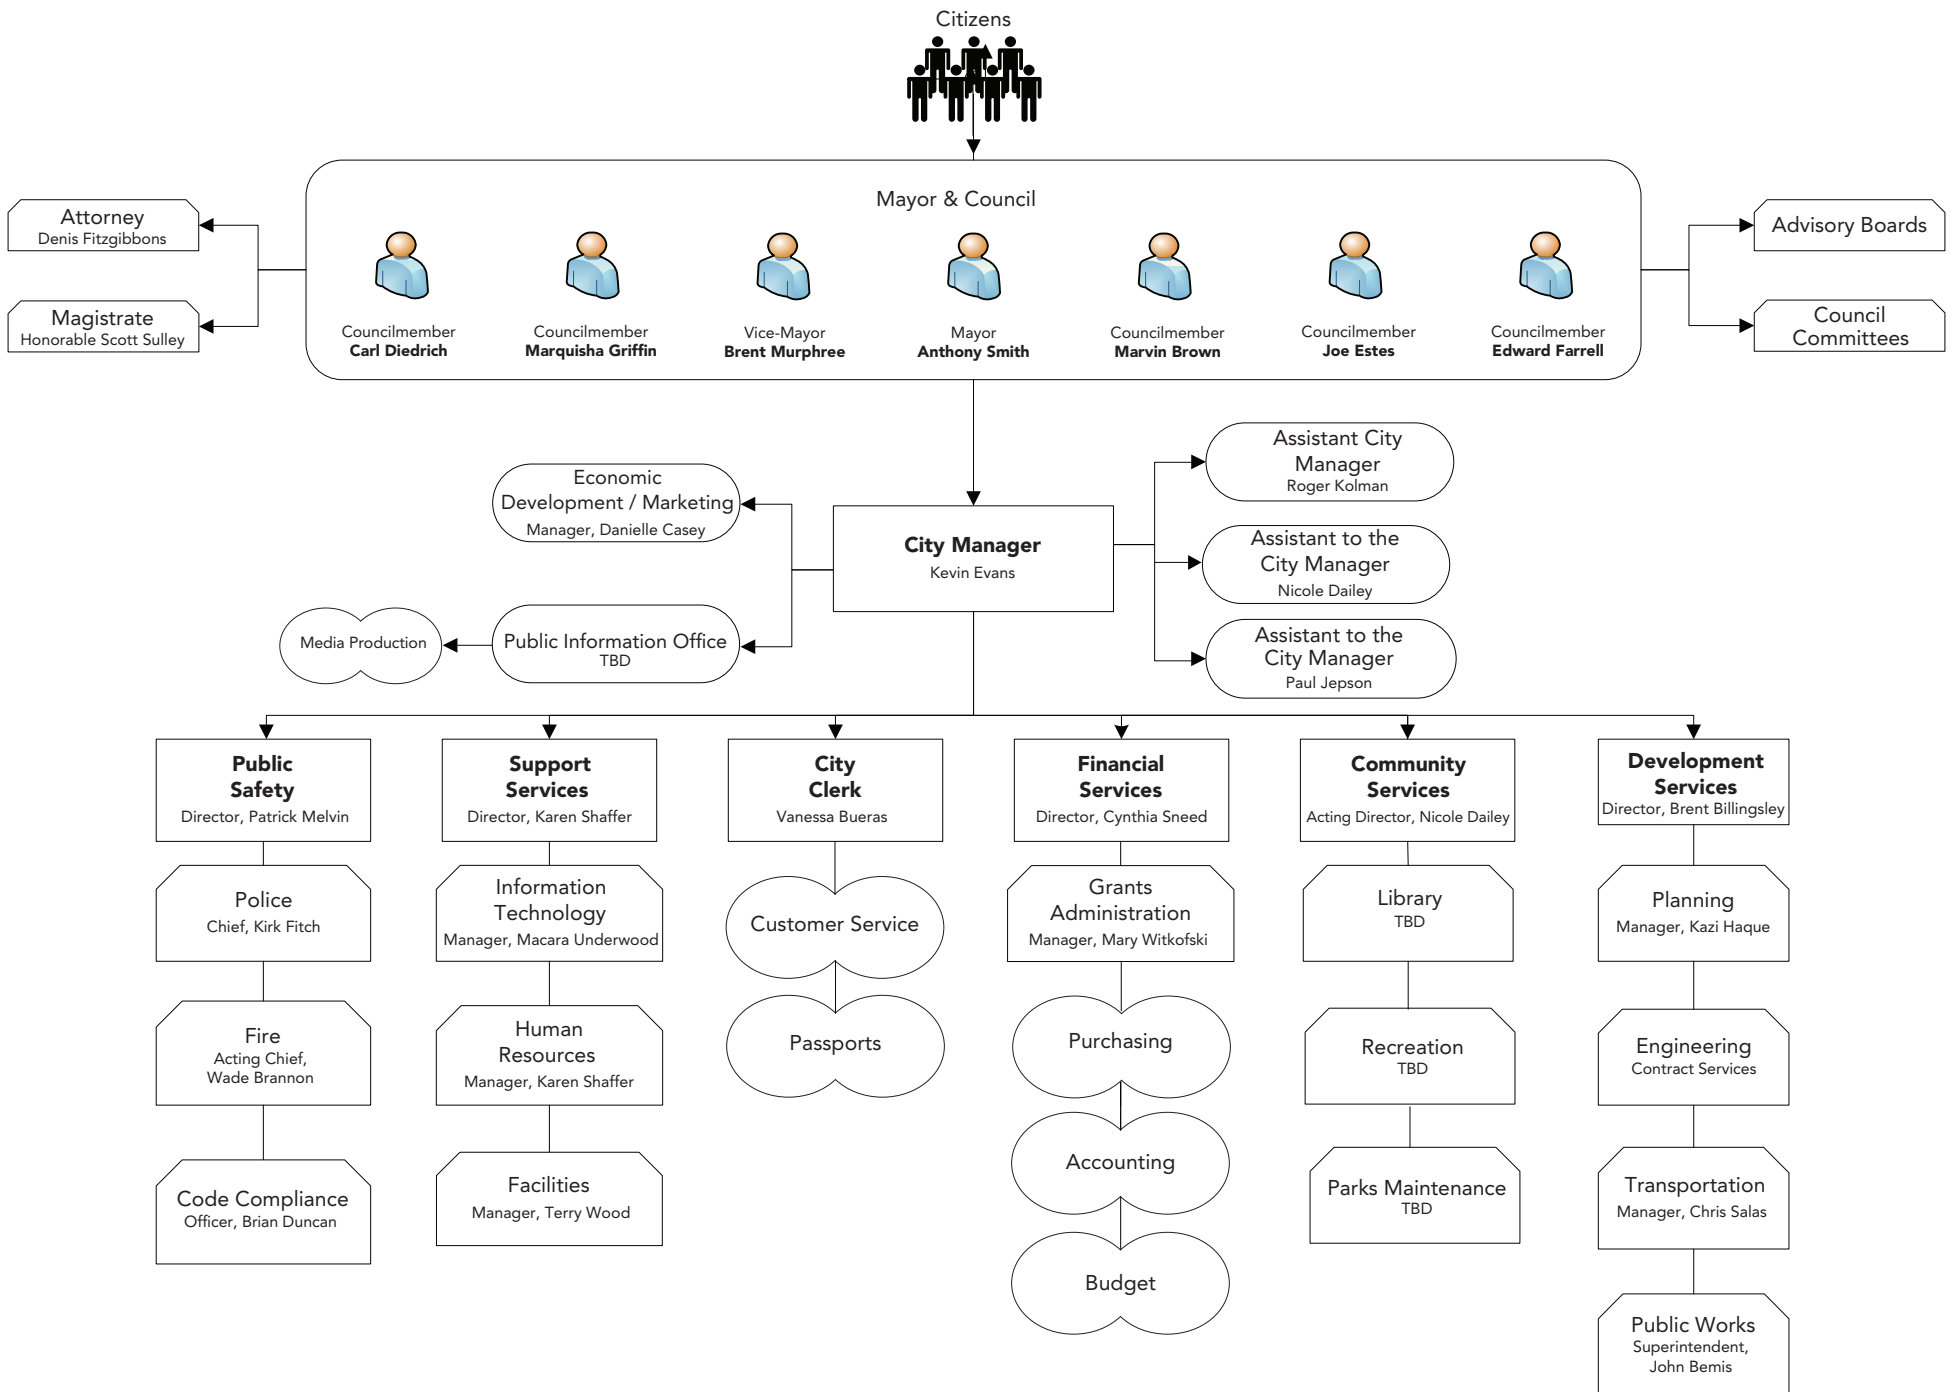 Citizens
Mayor & Council
Attorney
Denis Fitzgibbons
Magistrate
Honorable Scott Sulley
Councilmember
Carl Diedrich
Councilmember
Marquisha Griffin
Vice-Mayor
Brent Murphree
Mayor
Anthony Smith
Councilmember
Marvin Brown
Councilmember
Joe Estes
Councilmember
Edward Farrell
Advisory Boards
Council
Committees
Economic
Development / Marketing
Manager, Danielle Casey
Public Information Office
TBD
Media Production
City Manager
Kevin Evans
Assistant City
Manager
Roger Kolman
Assistant to the
City Manager
Nicole Dailey
Assistant to the
City Manager
Paul Jepson
Public
Safety
Director, Patrick Melvin
Police
Chief, Kirk Fitch
Fire
Acting Chief,
Wade Brannon
Code Compliance
Officer, Brian Duncan
Support
Services
Director, Karen Shaffer
Information
Technology
Manager, Macara Underwood
Human
Resources
Manager, Karen Shaffer
Facilities
Manager, Terry Wood
City
Clerk
Vanessa Bueras
Customer Service
Passports
Financial
Services
Director, Cynthia Sneed
Grants
Administration
Manager, Mary Witkofski
Purchasing
Accounting
Budget
Community
Services
Acting Director, Nicole Dailey
Library
TBD
Recreation
TBD
Parks Maintenance
TBD
Development
Services
Director, Brent Billingsley
Planning
Manager, Kazi Haque
Engineering
Contract Services
Transportation
Manager, Chris Salas
Public Works
Superintendent,
John Bemis